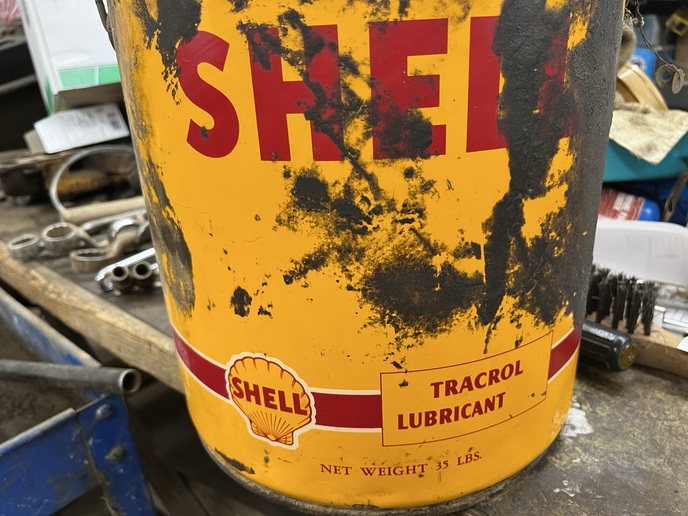 SHELL
SHELL
TRACROL
LUBRICANT
NET WEIGHT 35 LBS.